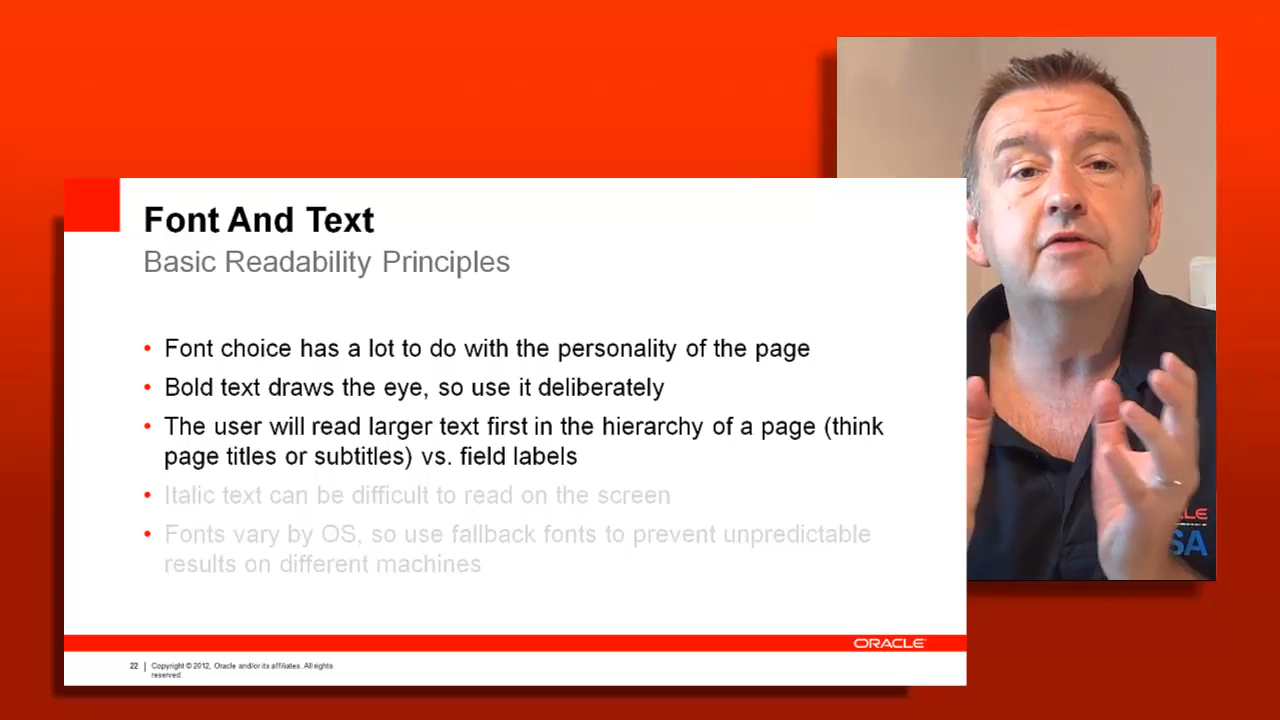 Font And Text
Basic Readability Principles
• Font choice has a lot to do with the personality of the page
• Bold text draws the eye, so use it deliberately
• The user will read larger text first in the hierarchy of a page (think
page titles or subtitles) vs. field labels
• Italic text can be difficult to read on the screen
• Fonts vary by OS, so use fallback fonts to prevent unpredictable
results on different machines
ORACLE
22 | Copyright © 2012, Oracle and/or its affiliates. All rights
reserved.